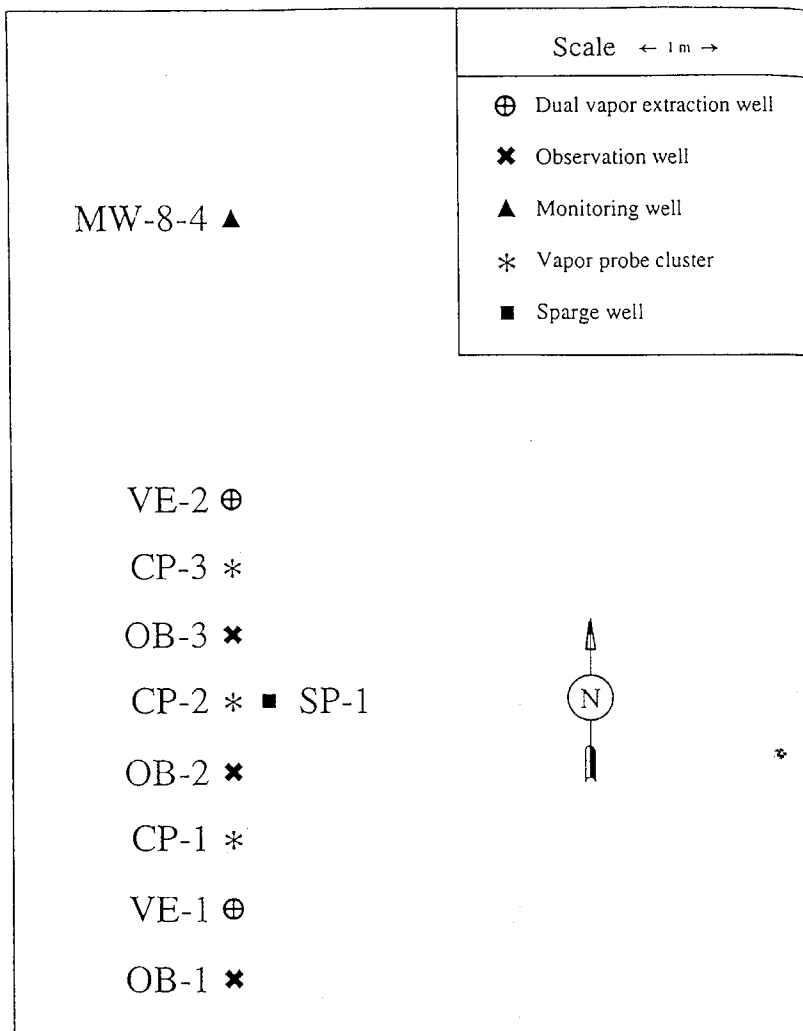 Scale ← 1 m →
⊕ Dual vapor extraction well
✖ Observation well
▲ Monitoring well
* Vapor probe cluster
■ Sparge well
MW-8-4 ▲
VE-2 ⊕
CP-3 *
OB-3 ✖
CP-2 * ■ SP-1
N
OB-2 ✖
CP-1 *
VE-1 ⊕
OB-1 ✖